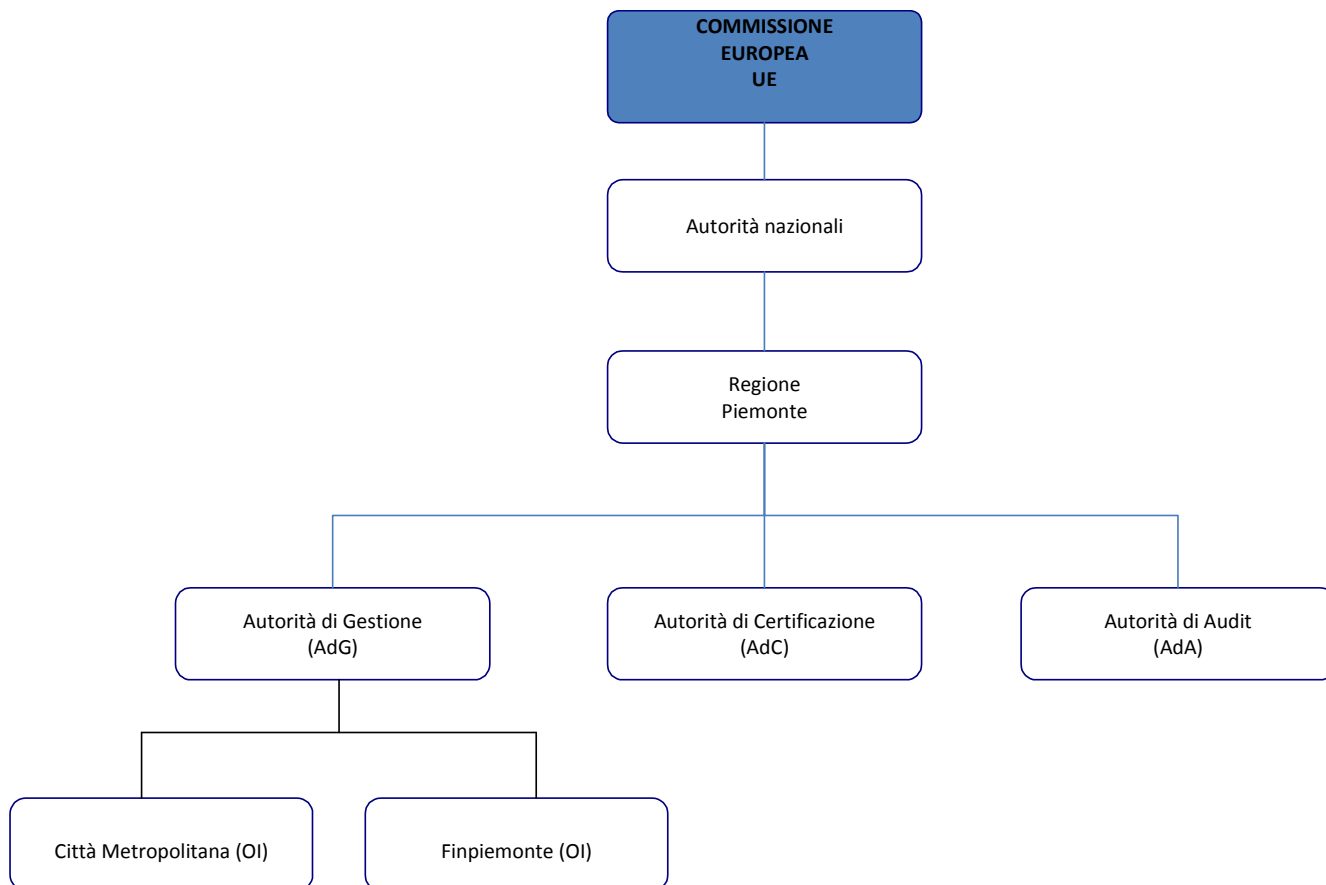 COMMISSIONE
EUROPEA
UE
Autorità nazionali
Regione
Piemonte
Autorità di Gestione
(AdG)
Autorità di Certificazione
(AdC)
Autorità di Audit
(AdA)
Città Metropolitana (OI)
Finpiemonte (OI)